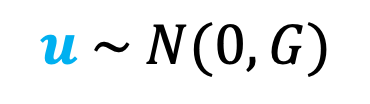 u ~ N(0, G)